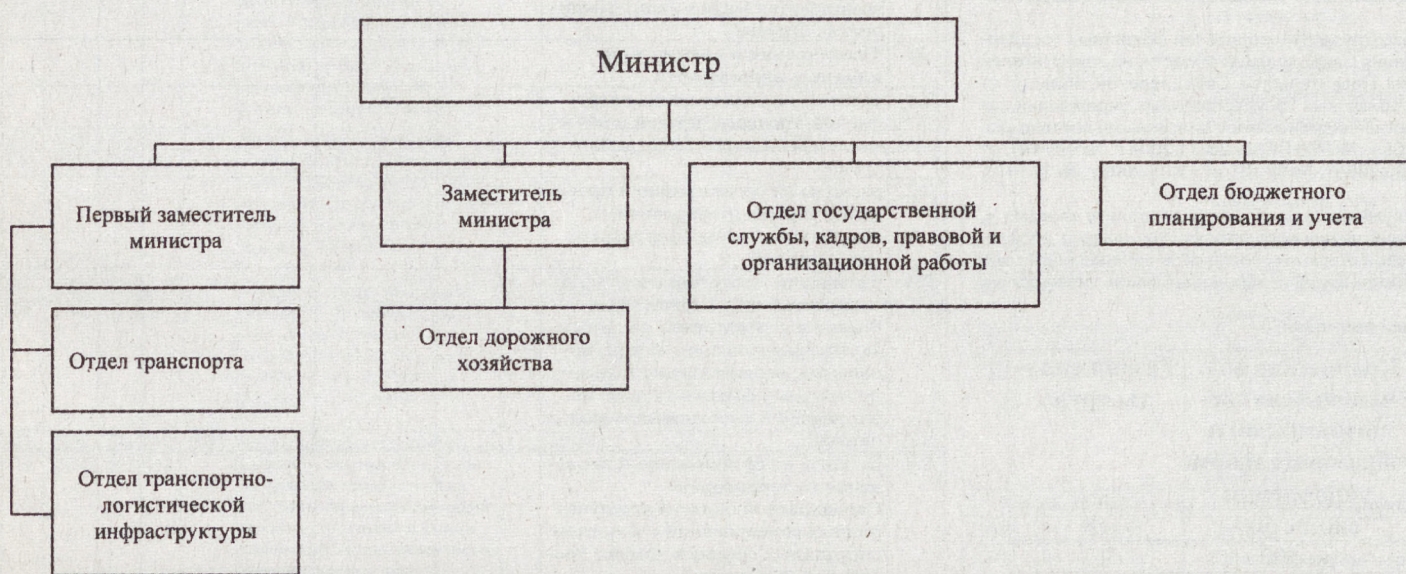 Министр
Первый заместитель
министра
Заместитель
министра
Отдел государственной
службы, кадров, правовой и
организационной работы
Отдел бюджетного
планирования и учета
Отдел транспорта
Отдел дорожного
хозяйства
Отдел транспортно-
логистической
инфраструктуры